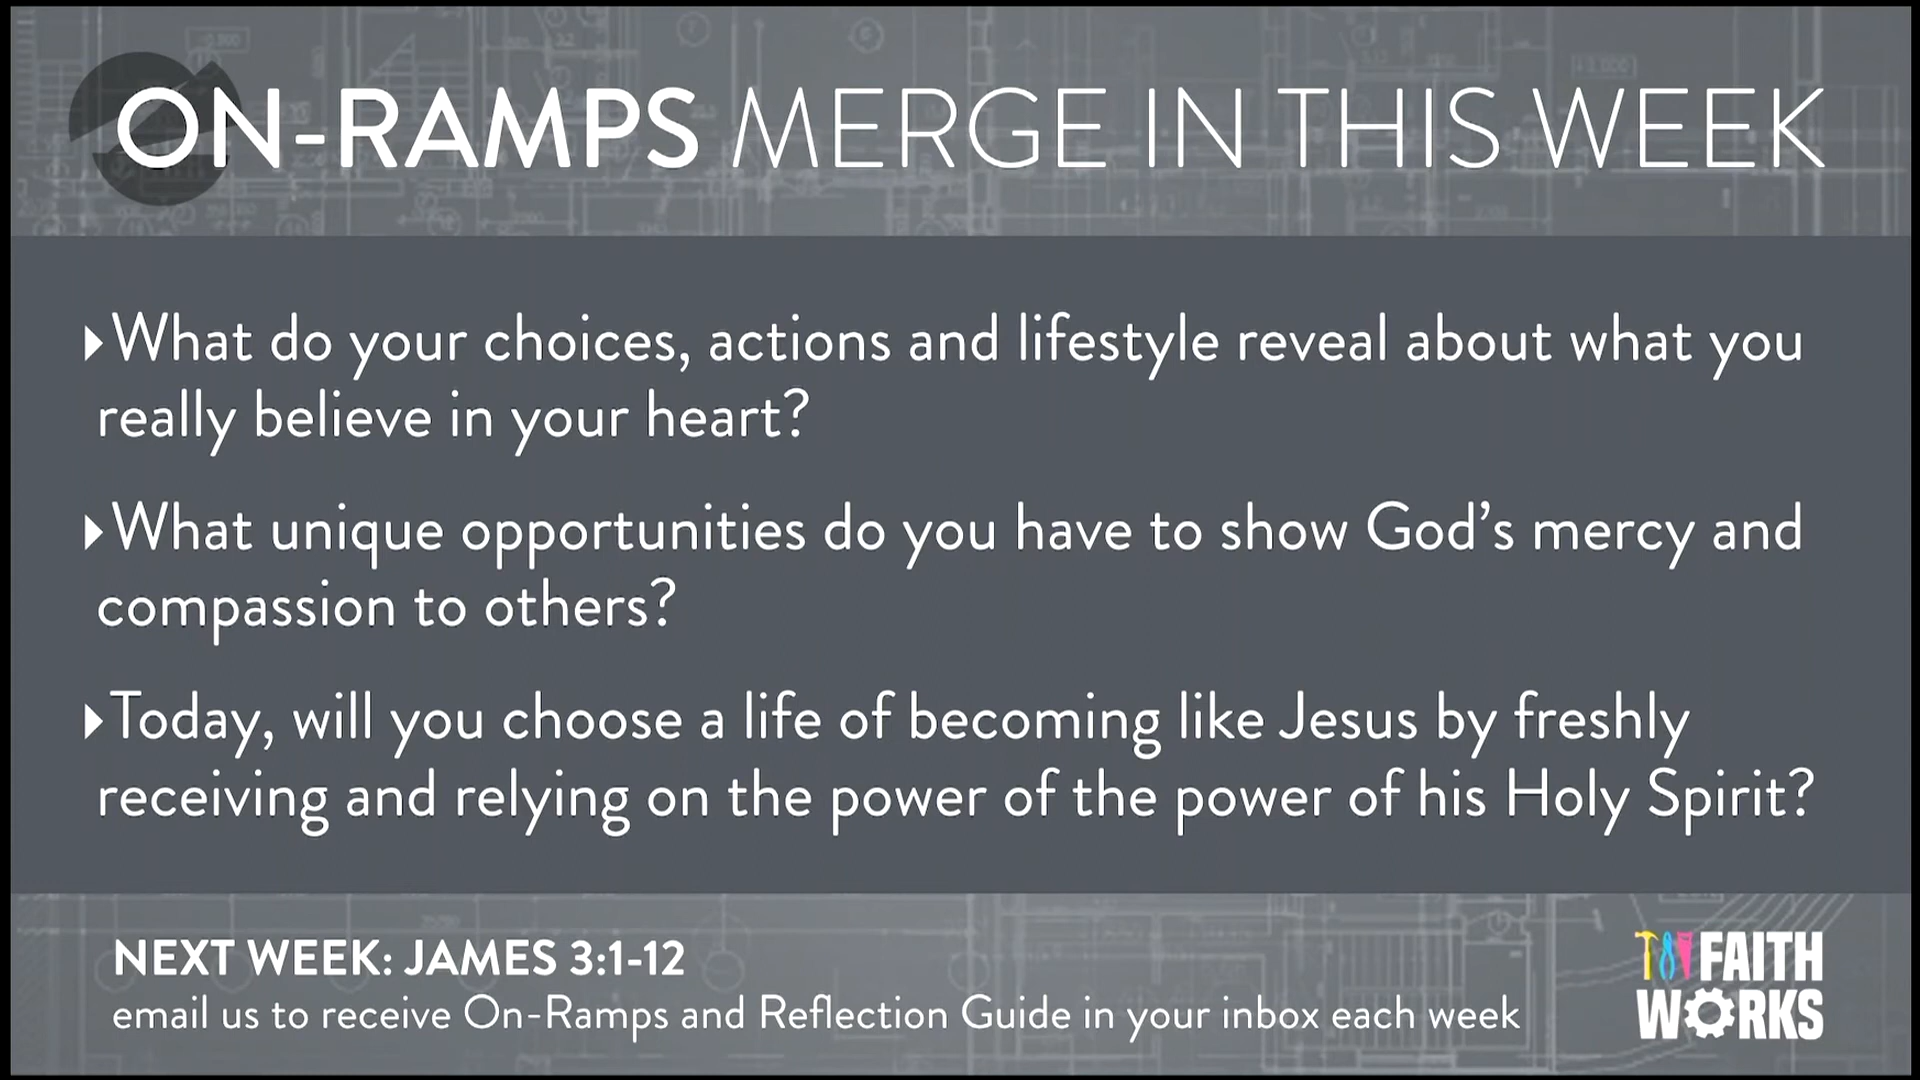 ON-RAMPS MERGE IN THIS WEEK
▸What do your choices, actions and lifestyle reveal about what you
really believe in your heart?
▸What unique opportunities do you have to show God’s mercy and
compassion to others?
▸Today, will you choose a life of becoming like Jesus by freshly
receiving and relying on the power of the power of his Holy Spirit?
NEXT WEEK: JAMES 3:1-12
email us to receive On-Ramps and Reflection Guide in your inbox each week
FAITH
WORKS